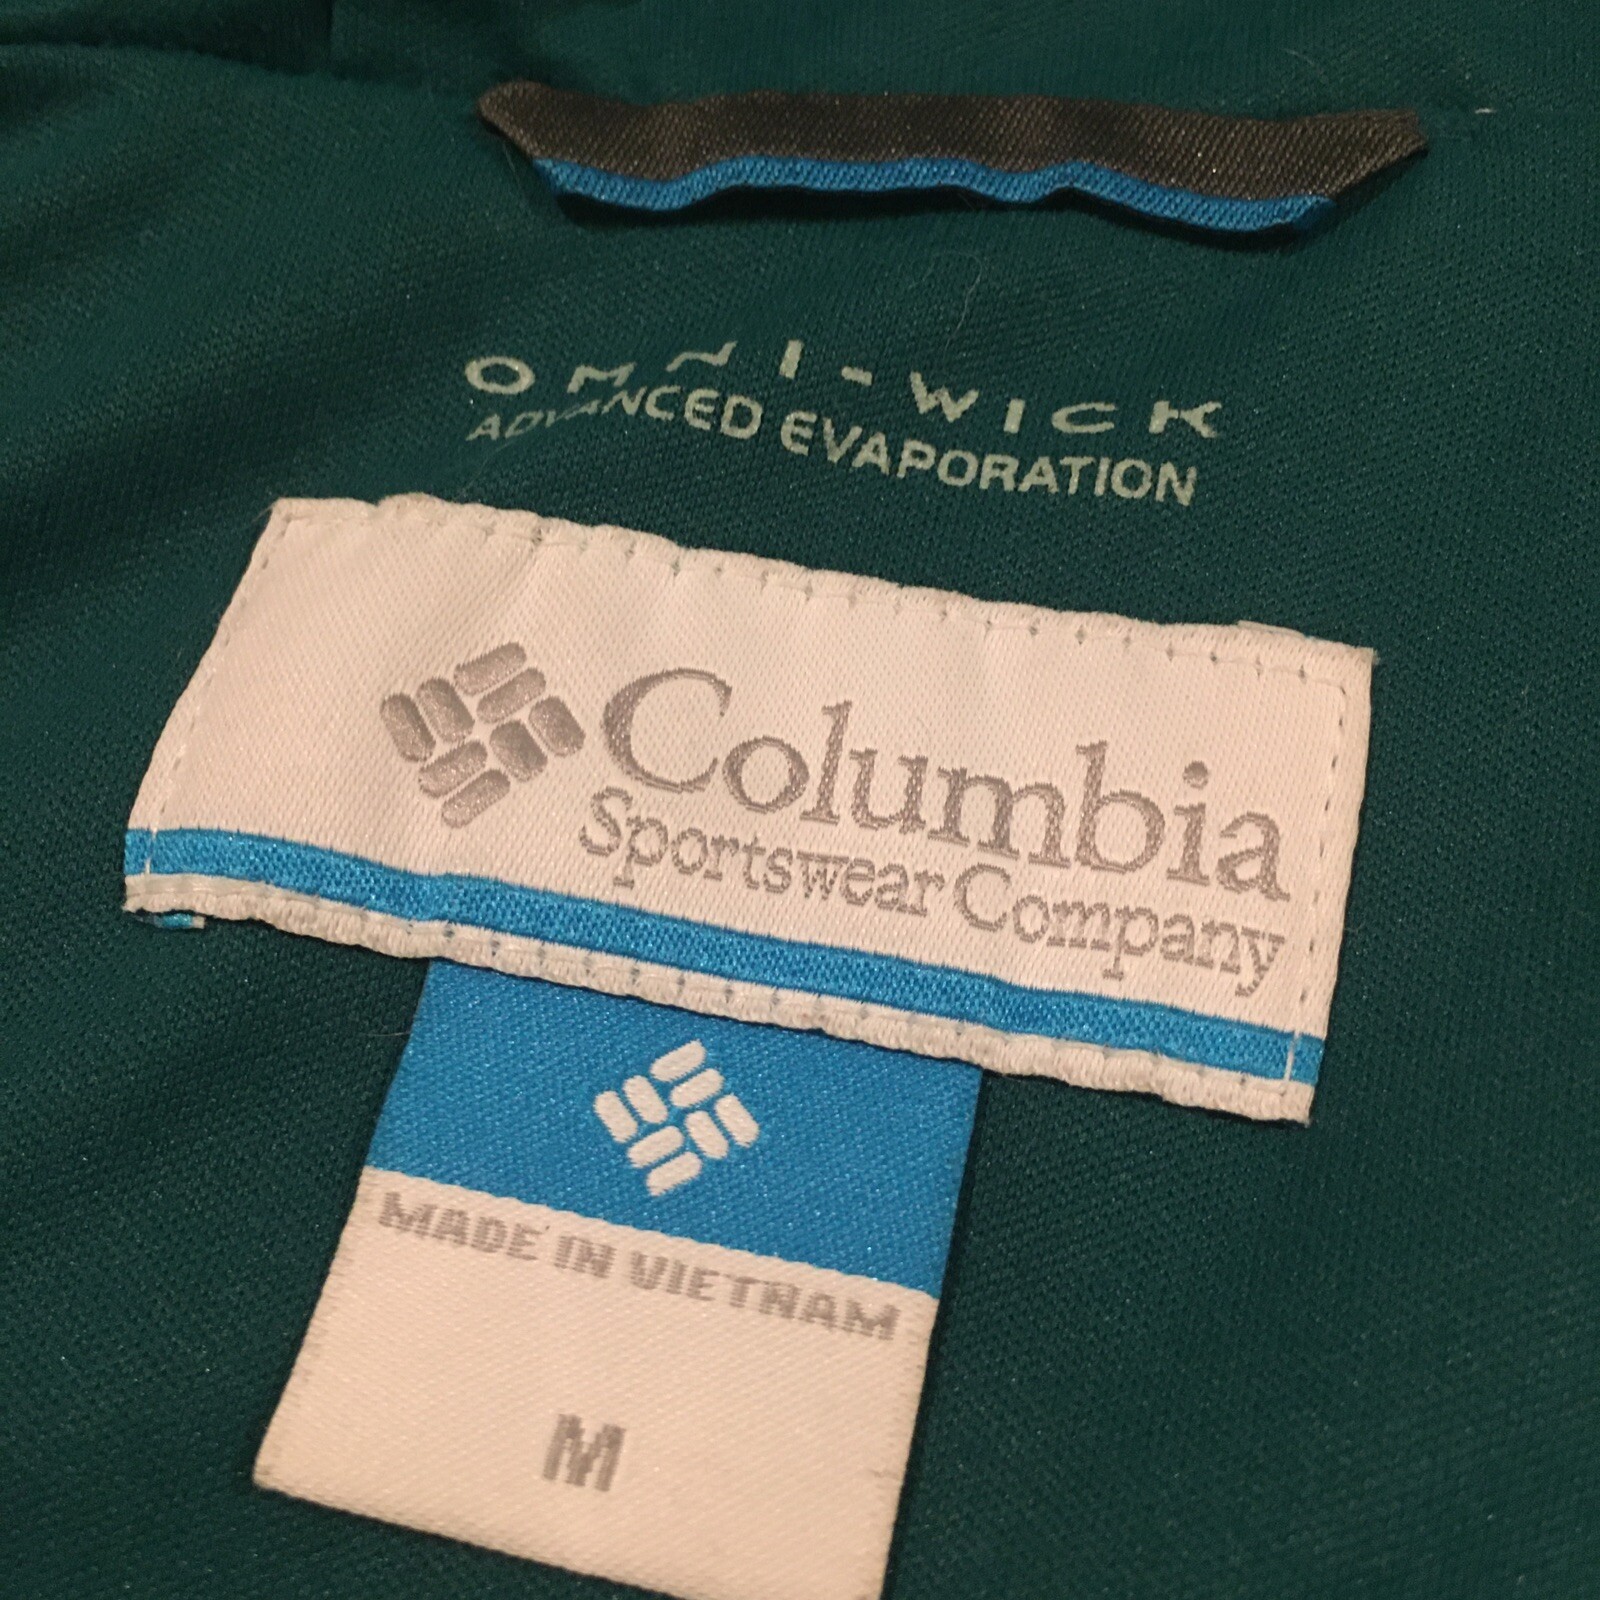 OMNI-WICK
ADVANCED EVAPORATION
Columbia
Sportswear Company
MADE IN VIETNAM
M